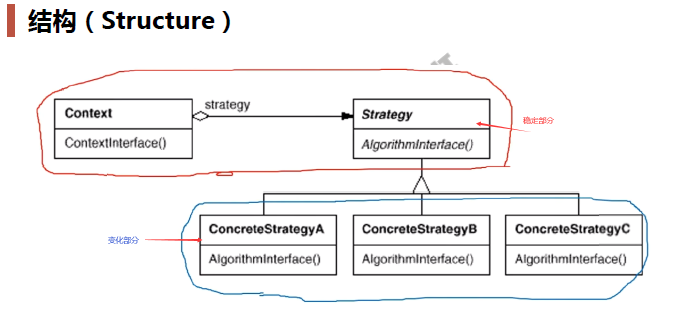 结构（Structure）
Context
strategy
Strategy
ContextInterface()
AlgorithmInterface()
稳定部分
变化部分
ConcreteStrategyA
ConcreteStrategyB
ConcreteStrategyC
AlgorithmInterface()
AlgorithmInterface()
AlgorithmInterface()